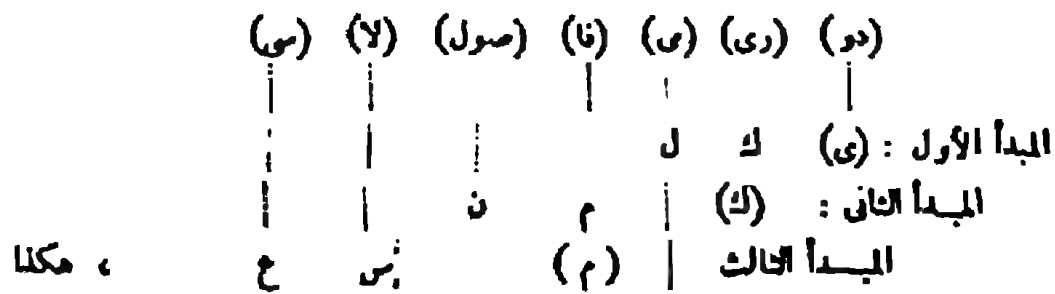 (دو) (رى) (مى) (فا) (صول) (لا) (سى)
المبدأ الأول : (ى) ك ل
المبدأ الثانى : (ك) م ن
المبدأ الثالث (م) س ع ، هكذا